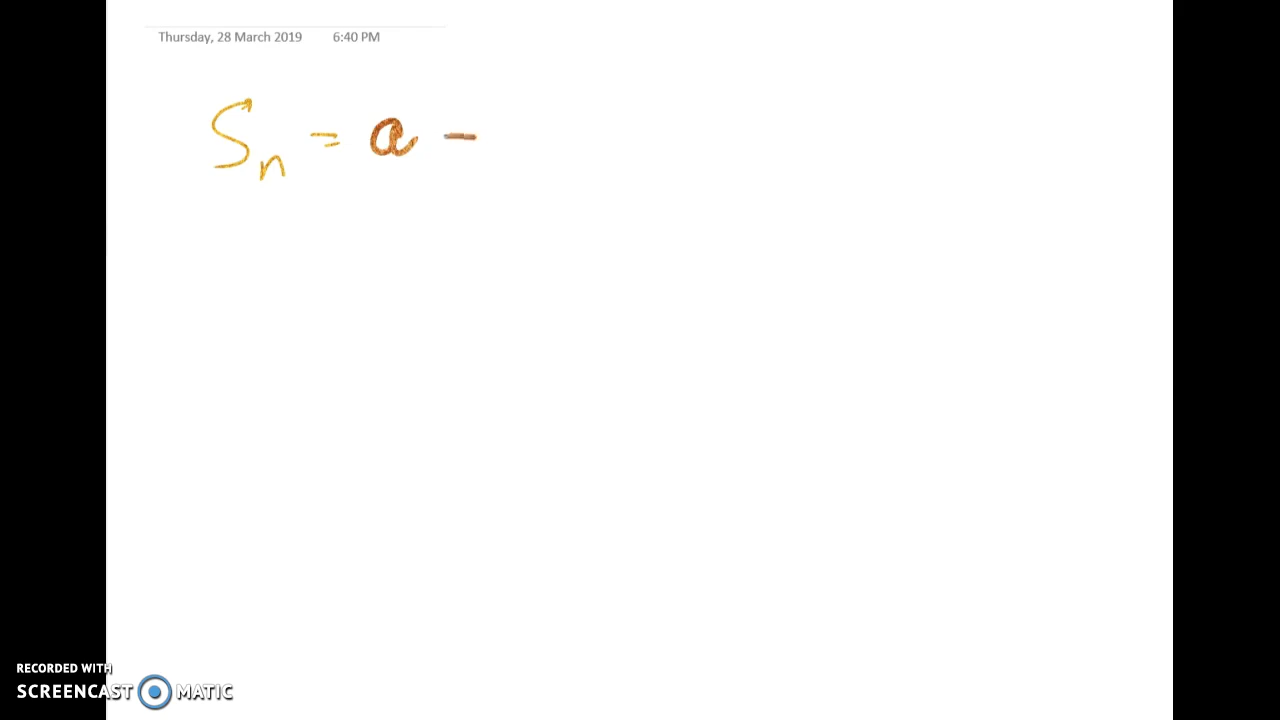 Thursday, 28 March 2019 6:40 PM
Sn = a -
RECORDED WITH
SCREENCAST MATIC